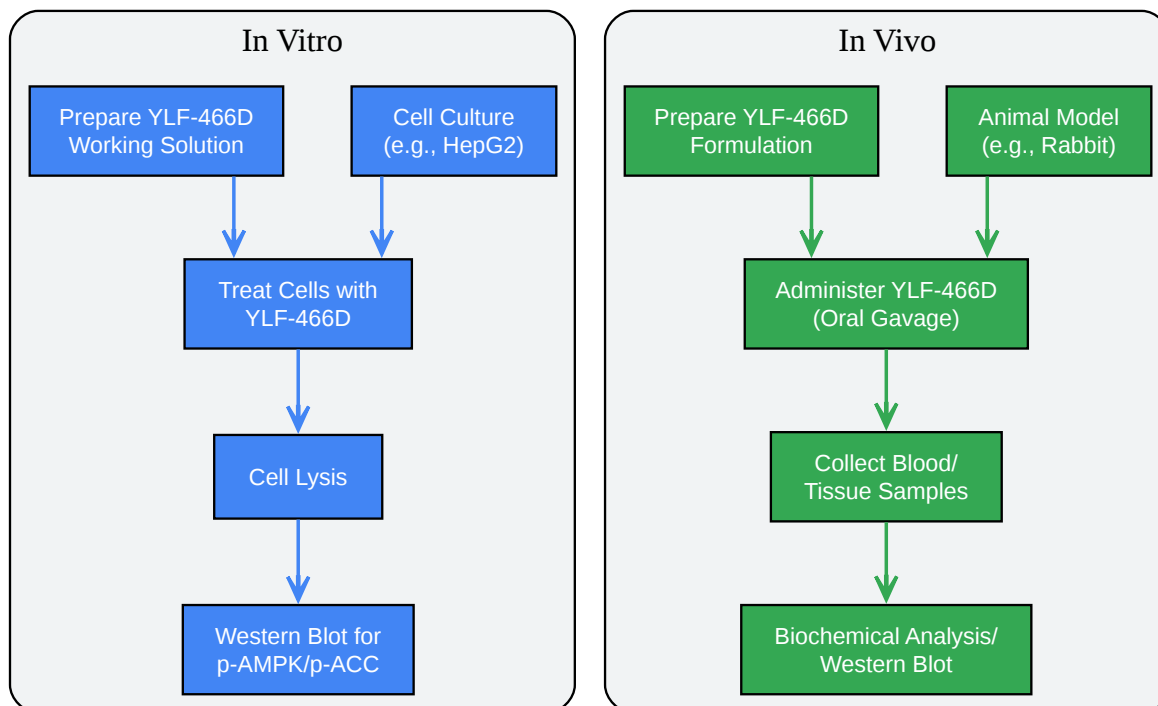 In Vitro
Prepare YLF-466D
Working Solution
Cell Culture
(e.g., HepG2)
Treat Cells with
YLF-466D
Cell Lysis
Western Blot for
p-AMPK/p-ACC
In Vivo
Prepare YLF-466D
Formulation
Animal Model
(e.g., Rabbit)
Administer YLF-466D
(Oral Gavage)
Collect Blood/
Tissue Samples
Biochemical Analysis/
Western Blot